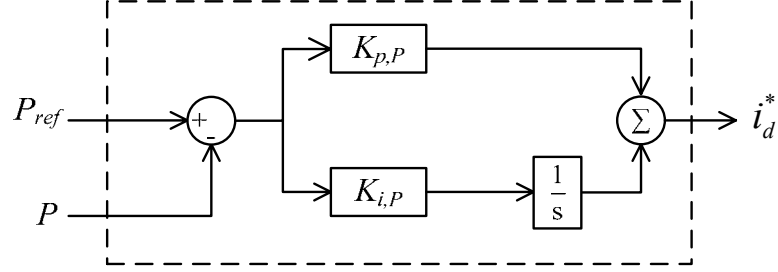 K_{p,P}
P_{ref}
+
-
Σ
i_d^*
K_{i,P}
1
s
P